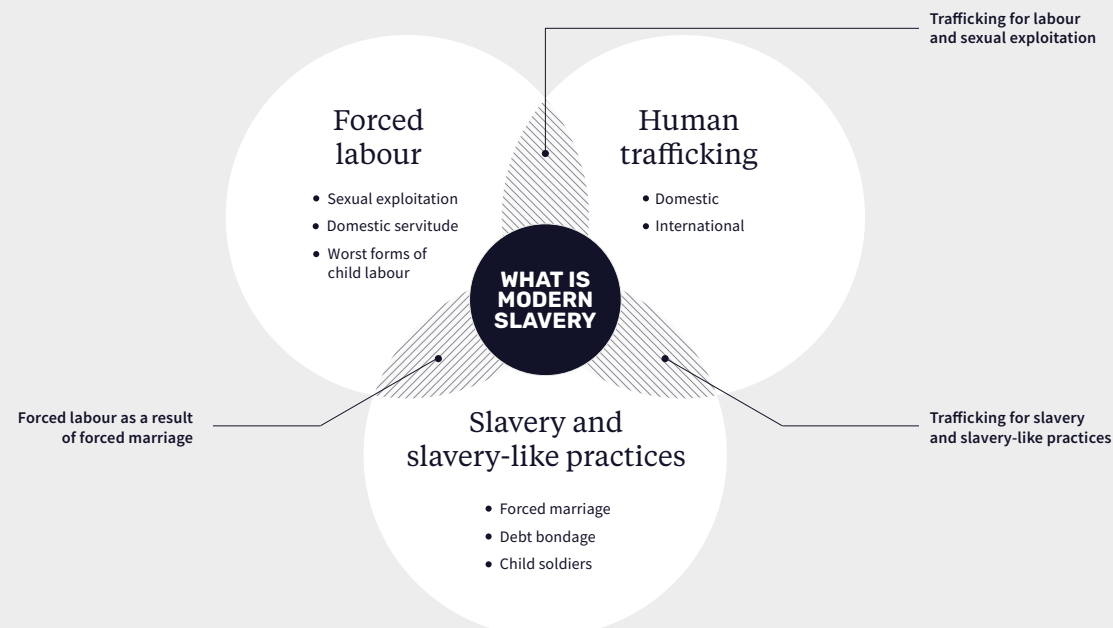 Trafficking for labour
and sexual exploitation
Forced
labour
• Sexual exploitation
• Domestic servitude
• Worst forms of
child labour
Human
trafficking
• Domestic
• International
WHAT IS
MODERN
SLAVERY
Forced labour as a result
of forced marriage
Trafficking for slavery
and slavery-like practices
Slavery and
slavery-like practices
• Forced marriage
• Debt bondage
• Child soldiers